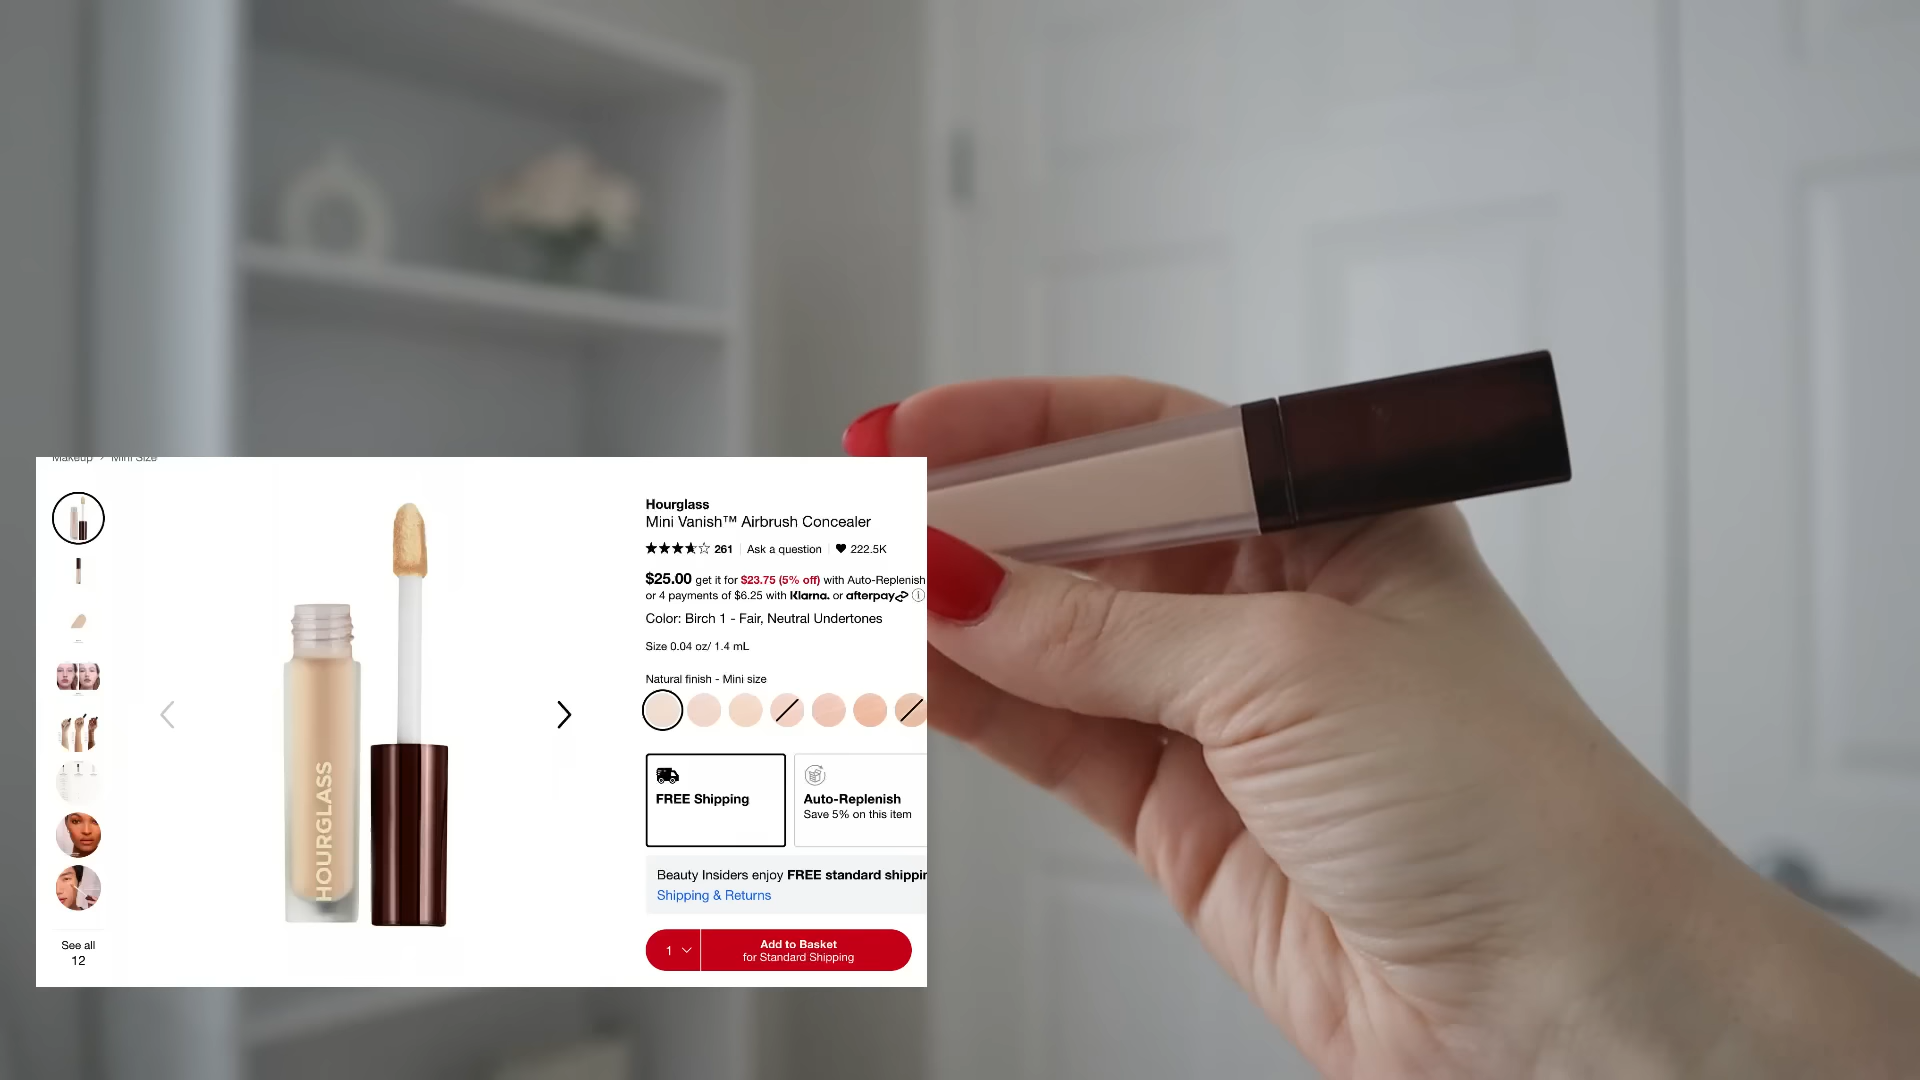 Makeup > Mini Size
Hourglass
Mini Vanish™ Airbrush Concealer
261 Ask a question 222.5K
$25.00 get it for $23.75 (5% off) with Auto-Replenish
or 4 payments of $6.25 with Klarna. or afterpay
Color: Birch 1 - Fair, Neutral Undertones
Size 0.04 oz/ 1.4 mL
Natural finish - Mini size
FREE Shipping
Auto-Replenish
Save 5% on this item
Beauty Insiders enjoy FREE standard shippin
Shipping & Returns
1
Add to Basket
for Standard Shipping
See all
12
HOURGLASS